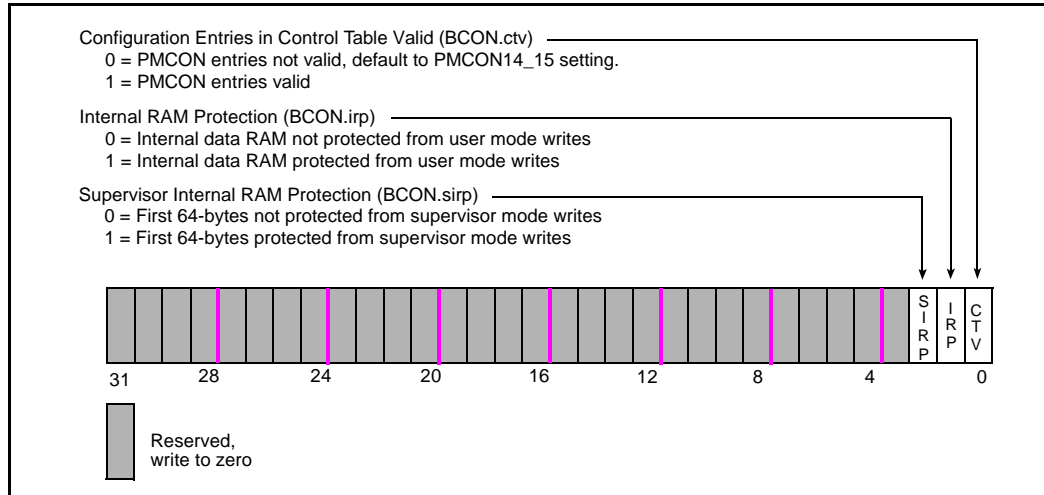 Configuration Entries in Control Table Valid (BCON.ctv)
0 = PMCON entries not valid, default to PMCON14_15 setting.
1 = PMCON entries valid
Internal RAM Protection (BCON.irp)
0 = Internal data RAM not protected from user mode writes
1 = Internal data RAM protected from user mode writes
Supervisor Internal RAM Protection (BCON.sirp)
0 = First 64-bytes not protected from supervisor mode writes
1 = First 64-bytes protected from supervisor mode writes
SIRP IRP CTV
31 28 24 20 16 12 8 4 0
Reserved,
write to zero